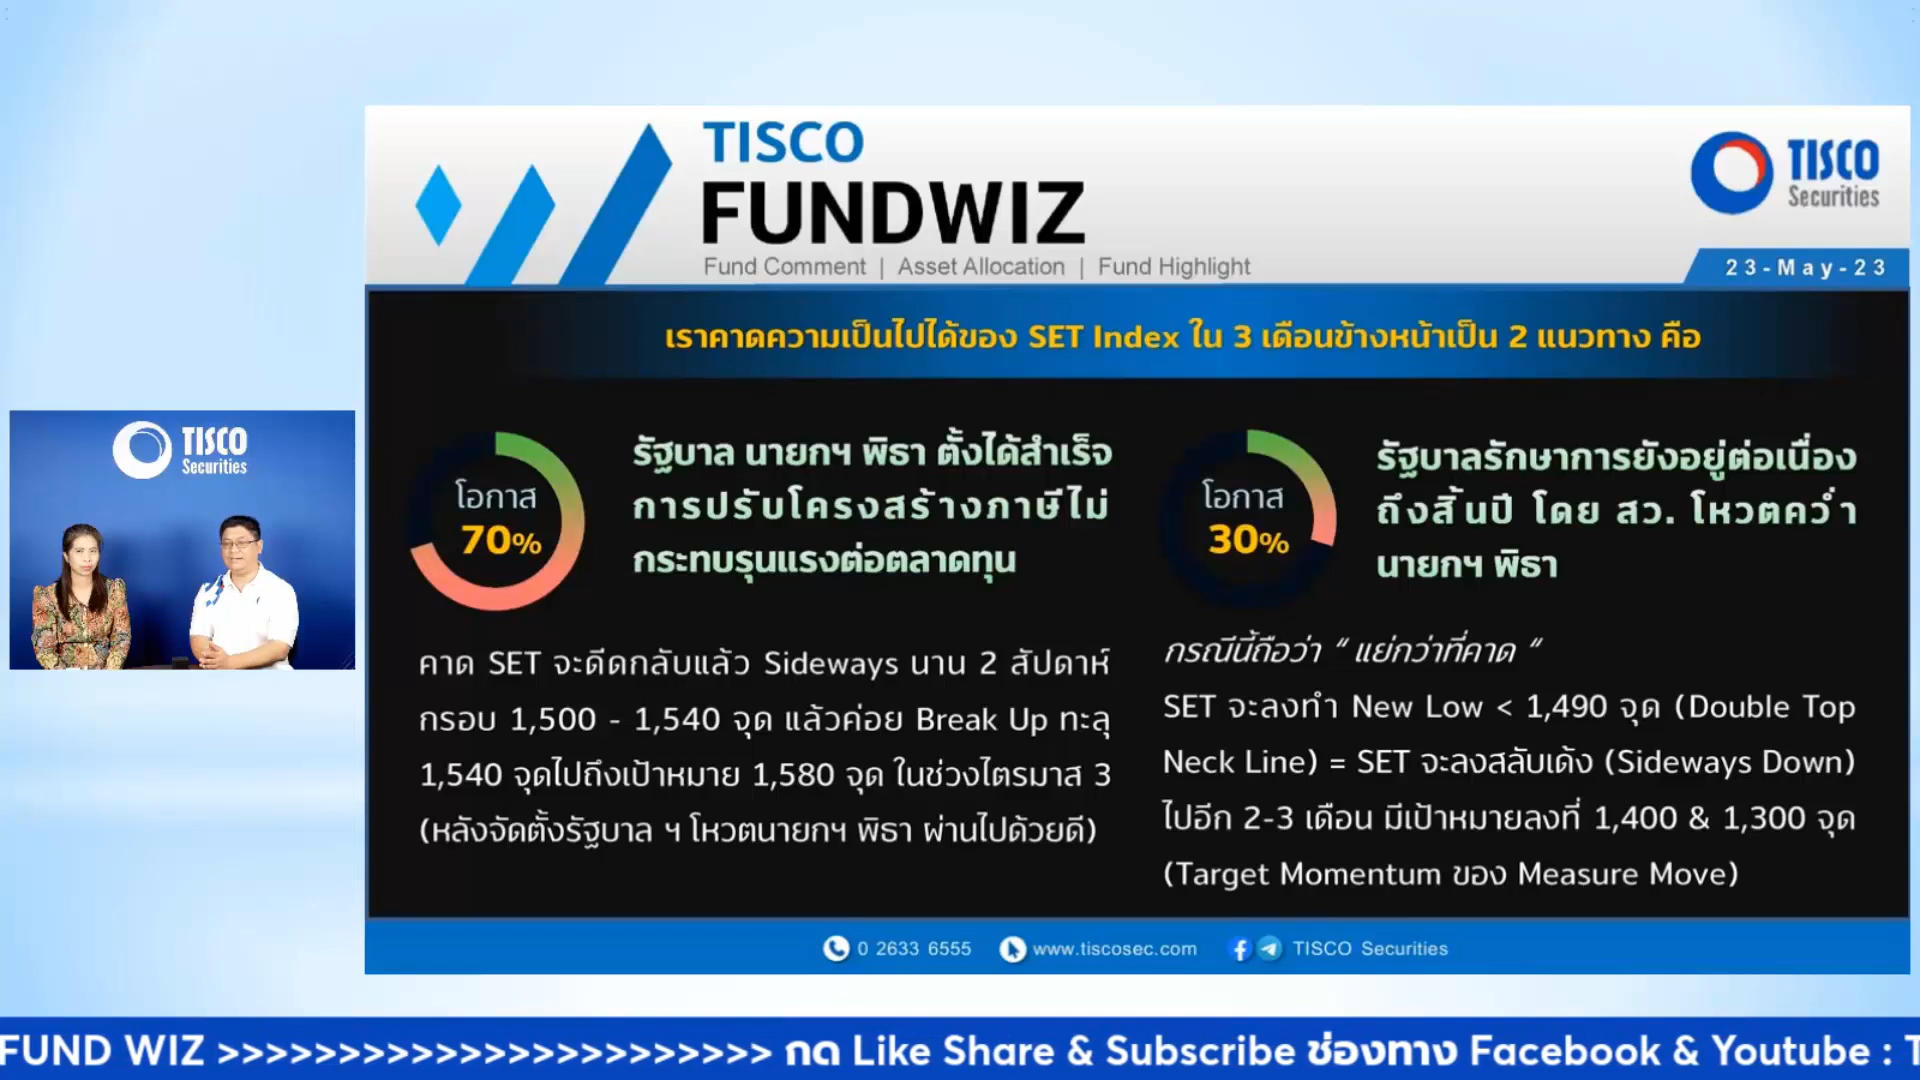 TISCO
FUNDWIZ
Fund Comment | Asset Allocation | Fund Highlight
TISCO
Securities
23-May-23
เราคาดความเป็นไปได้ของ SET Index ใน 3 เดือนข้างหน้าเป็น 2 แนวทาง คือ
โอกาส
70%
รัฐบาล นายกฯ พิธา ตั้งได้สำเร็จ
การปรับโครงสร้างภาษีไม่
กระทบรุนแรงต่อตลาดทุน
คาด SET จะดีดกลับแล้ว Sideways นาน 2 สัปดาห์
กรอบ 1,500 - 1,540 จุด แล้วค่อย Break Up ทะลุ
1,540 จุดไปถึงเป้าหมาย 1,580 จุด ในช่วงไตรมาส 3
(หลังจัดตั้งรัฐบาล ฯ โหวตนายกฯ พิธา ผ่านไปด้วยดี)
โอกาส
30%
รัฐบาลรักษาการยังอยู่ต่อเนื่อง
ถึงสิ้นปี โดย สว. โหวตคว่ำ
นายกฯ พิธา
กรณีนี้ถือว่า “ แย่กว่าที่คาด “
SET จะลงทำ New Low < 1,490 จุด (Double Top
Neck Line) = SET จะลงสลับเด้ง (Sideways Down)
ไปอีก 2-3 เดือน มีเป้าหมายลงที่ 1,400 & 1,300 จุด
(Target Momentum ของ Measure Move)
TISCO
Securities
0 2633 6555 www.tiscosec.com TISCO Securities
FUND WIZ >>>>>>>>>>>>>>>>>>>>>>> กด Like Share & Subscribe ช่องทาง Facebook & Youtube : T